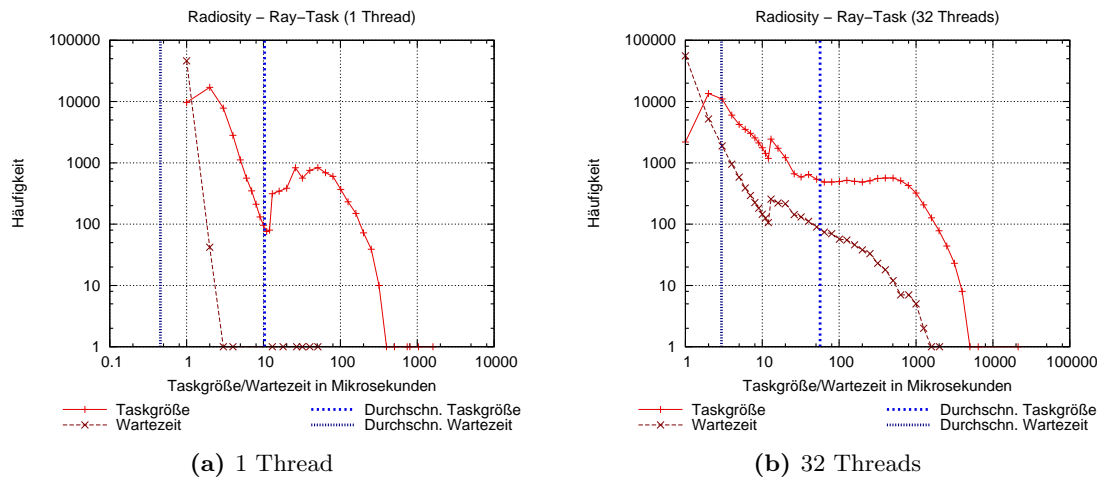 Radiosity − Ray−Task (1 Thread)
100000
10000
1000
100
10
1
0.1
1
10
100
1000
10000
Häufigkeit
Taskgröße/Wartezeit in Mikrosekunden
Taskgröße
Wartezeit
Durchschn. Taskgröße
Durchschn. Wartezeit
(a) 1 Thread
Radiosity − Ray−Task (32 Threads)
100000
10000
1000
100
10
1
1
10
100
1000
10000
100000
Häufigkeit
Taskgröße/Wartezeit in Mikrosekunden
Taskgröße
Wartezeit
Durchschn. Taskgröße
Durchschn. Wartezeit
(b) 32 Threads